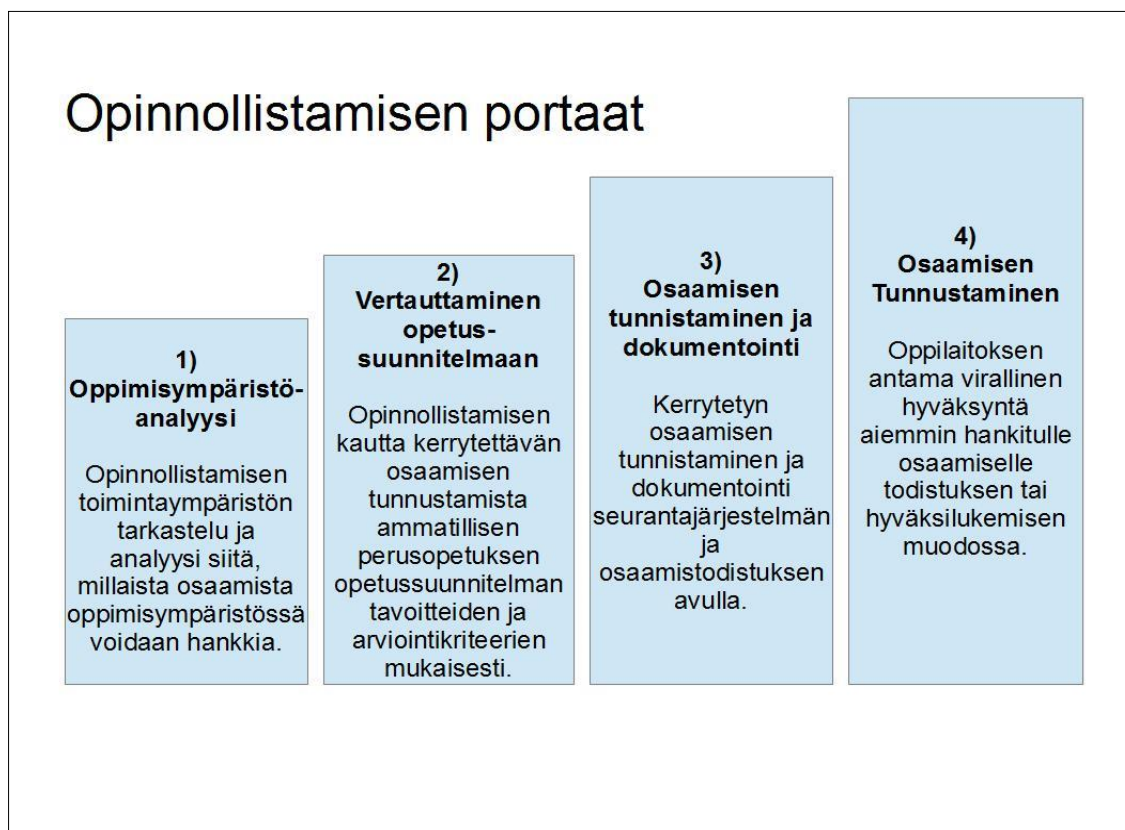 Opinnollistamisen portaat
1)
Oppimisympäristö-
analyysi
Opinnollistamisen
toimintaympäristön
tarkastelu ja
analyysi siitä,
millaista osaamista
oppimisympäristössä
voidaan hankkia.
2)
Vertauttaminen
opetus-
suunnitelmaan
Opinnollistamisen
kautta kerrytettävän
osaamisen
tunnustamista
ammatillisen
perusopetuksen
opetussuunnitelman
tavoitteiden ja
arviointikriteerien
mukaisesti.
3)
Osaamisen
tunnistaminen ja
dokumentointi
Kerrytetyn
osaamisen
tunnistaminen ja
dokumentointi
seurantajärjestelmän
ja
osaamistodistuksen
avulla.
4)
Osaamisen
Tunnustaminen
Oppilaitoksen
antama virallinen
hyväksyntä
aiemmin hankitulle
osaamiselle
todistuksen tai
hyväksilukemisen
muodossa.